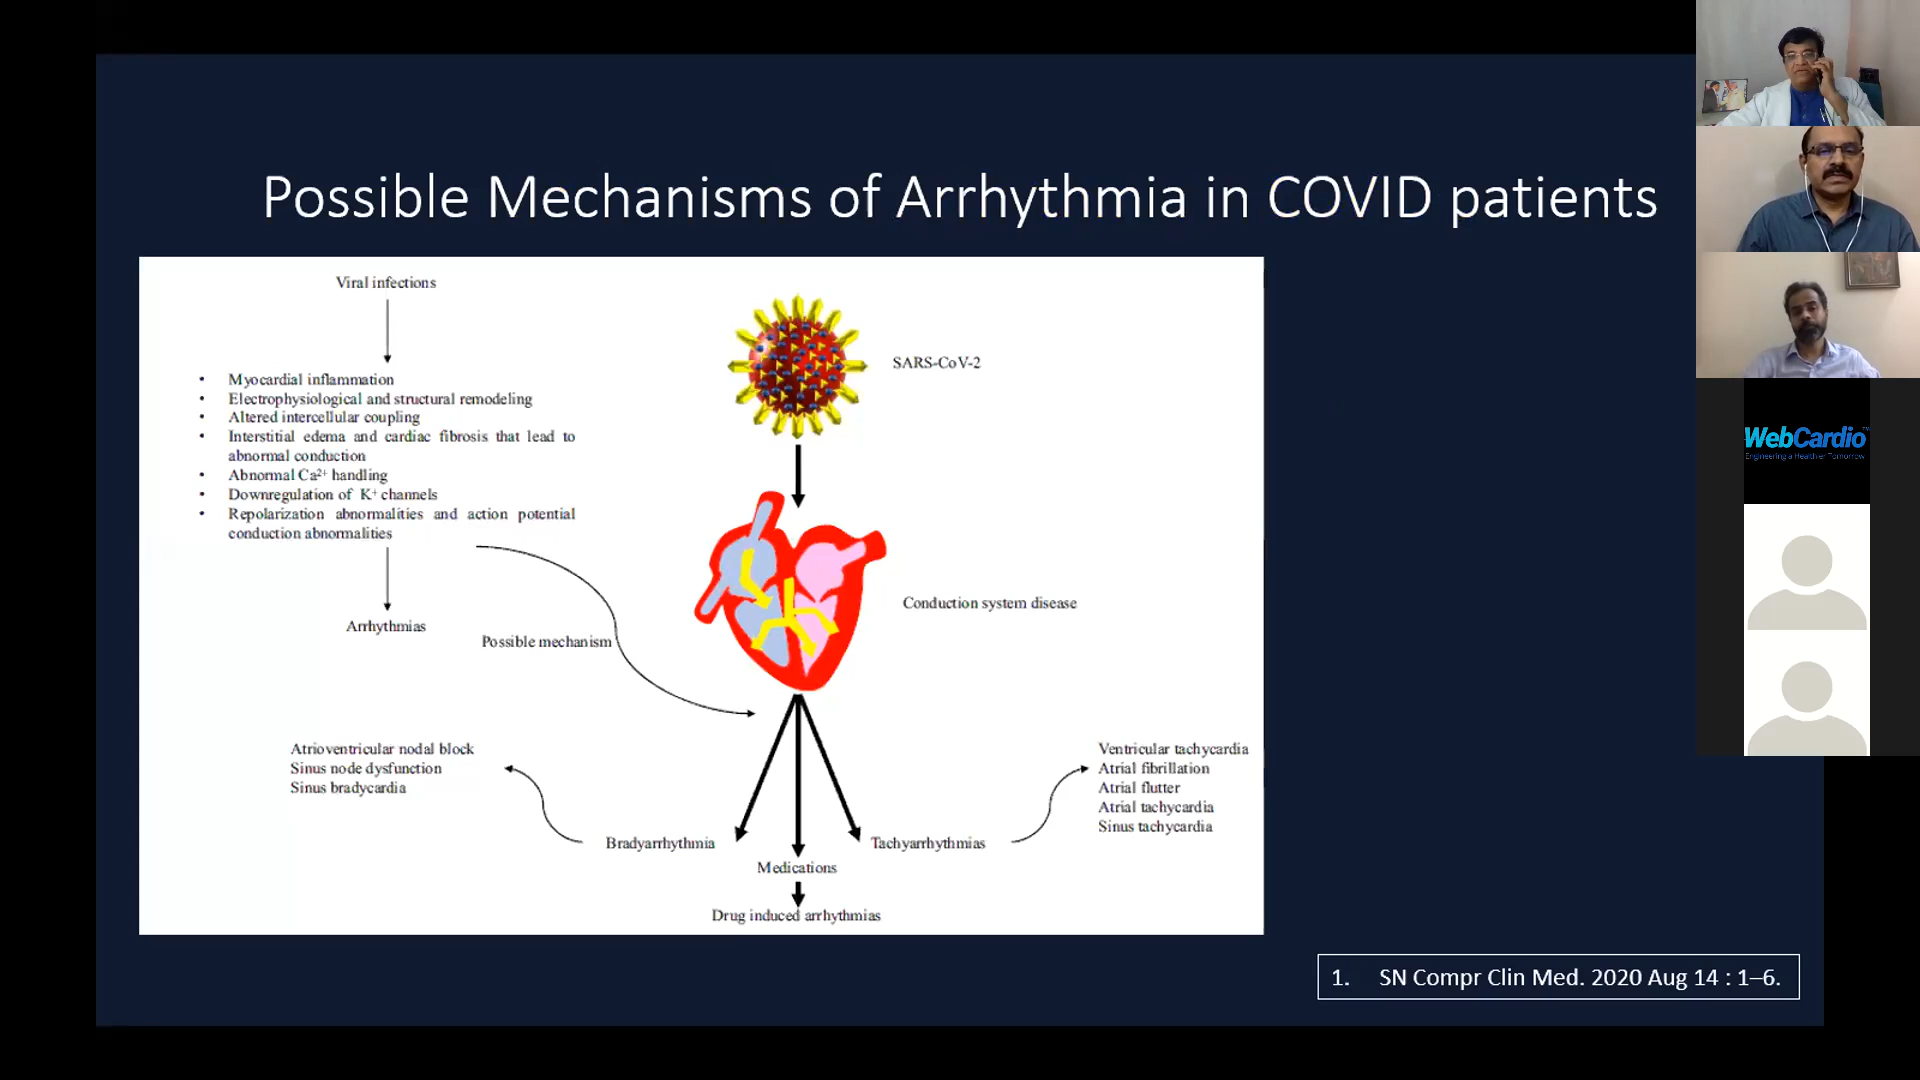 Possible Mechanisms of Arrhythmia in COVID patients
Viral infections
• Myocardial inflammation
• Electrophysiological and structural remodeling
• Altered intercellular coupling
• Interstitial edema and cardiac fibrosis that lead to
abnormal conduction
• Abnormal Ca²⁺ handling
• Downregulation of K⁺ channels
• Repolarization abnormalities and action potential
conduction abnormalities
Arrhythmias
Possible mechanism
SARS-CoV-2
Conduction system disease
Atrioventricular nodal block
Sinus node dysfunction
Sinus bradycardia
Bradyarrhythmia
Medications
Drug induced arrhythmias
Tachyarrhythmias
Ventricular tachycardia
Atrial fibrillation
Atrial flutter
Atrial tachycardia
Sinus tachycardia
1. SN Compr Clin Med. 2020 Aug 14 : 1–6.
WebCardio™
Engineering a Healthier Tomorrow